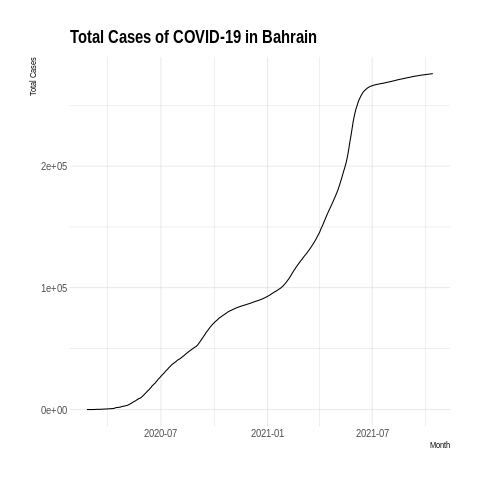 Total Cases of COVID-19 in Bahrain
Total Cases
2e+05
1e+05
0e+00
2020-07
2021-01
2021-07
Month